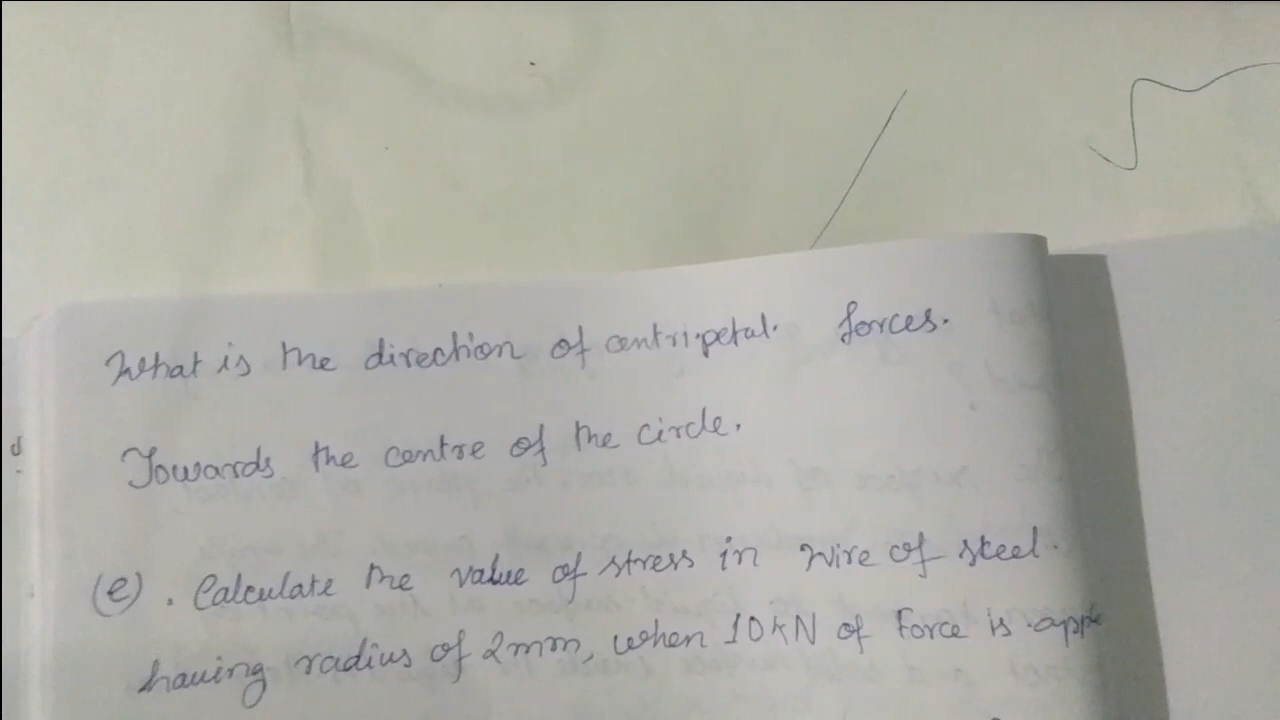 What is the direction of centripetal forces.
Towards the centre of the circle.
(e). Calculate the value of stress in wire of steel.
having radius of 2mm, when 10kN of Force is